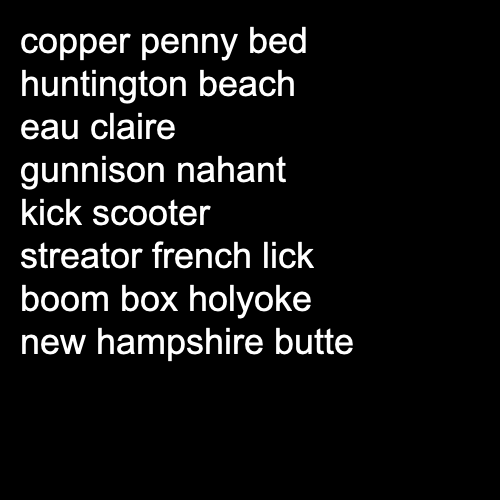 copper penny bed
huntington beach
eau claire
gunnison nahant
kick scooter
streator french lick
boom box holyoke
new hampshire butte